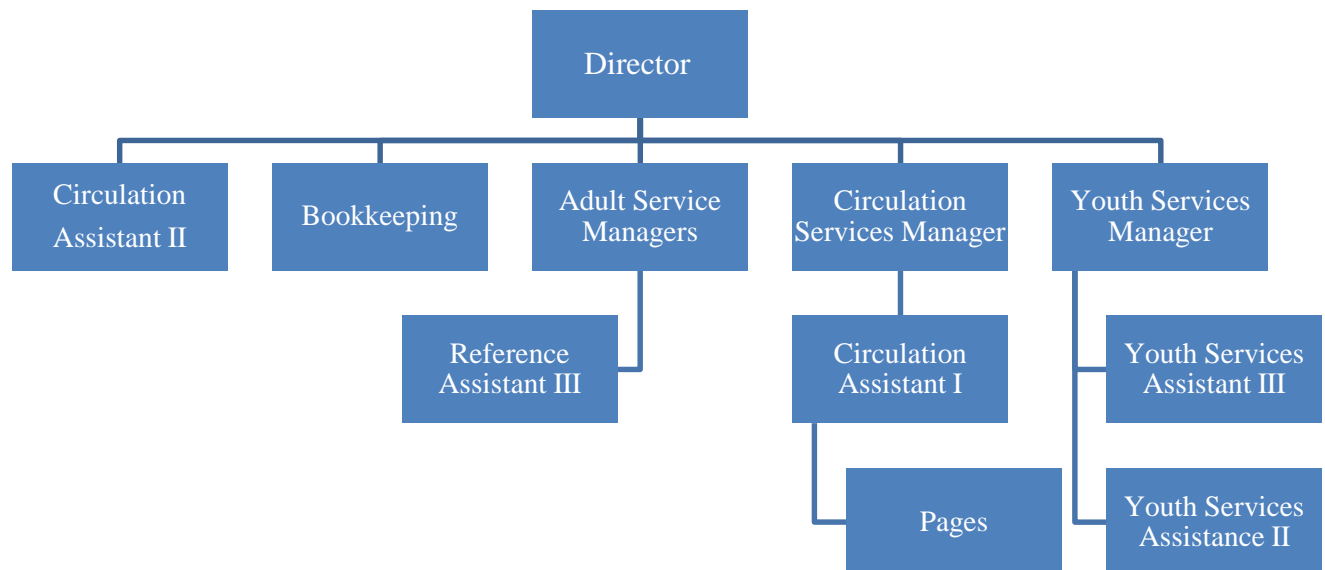 Director
Circulation
Assistant II
Bookkeeping
Adult Service
Managers
Circulation
Services Manager
Youth Services
Manager
Reference
Assistant III
Circulation
Assistant I
Youth Services
Assistant III
Pages
Youth Services
Assistance II